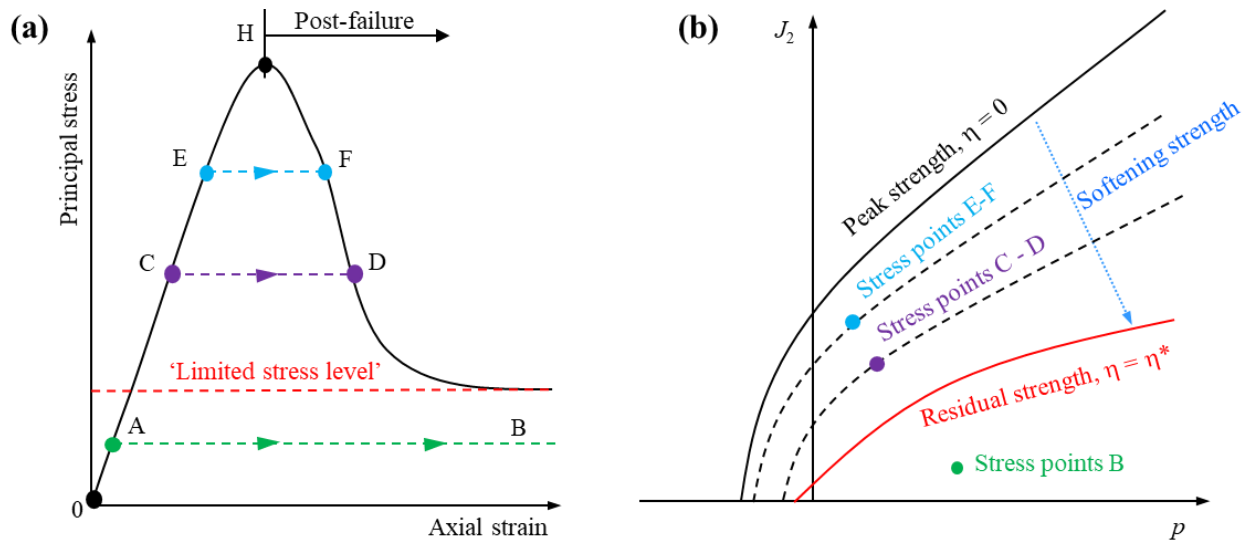 (a)
H
Post-failure
Principal stress
E
F
C
D
‘Limited stress level’
A
B
0
Axial strain
(b)
J2
Peak strength, η = 0
Softening strength
Stress points E-F
Stress points C - D
Residual strength, η = η*
Stress points B
p